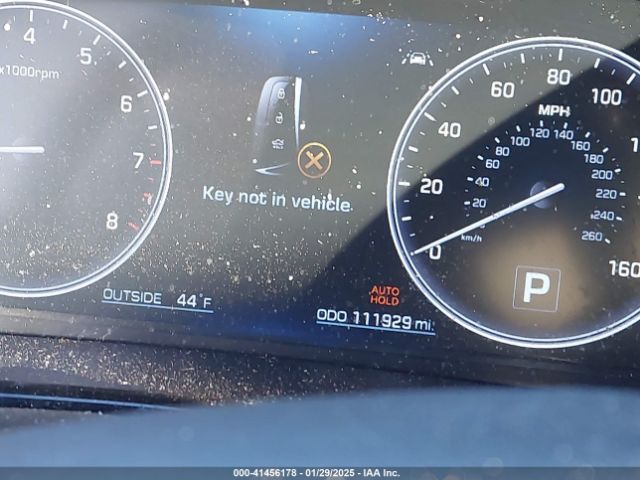 4
5
x1000rpm
6
7
8
Key not in vehicle.
OUTSIDE 44°F
AUTO
HOLD
ODO 111929 mi
0
20
40
60
80
100
160
MPH
20
40
60
80
100
120
140
160
180
200
220
240
260
km/h
P
000-41456178 | 01/29/2025 - IAA Inc.